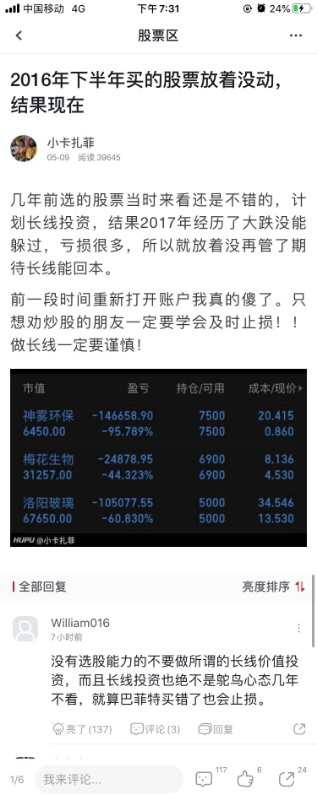 中国移动 4G 下午7:31 24%
股票区
2016年下半年买的股票放着没动，
结果现在
小卡扎菲
05-09 阅读 39645
几年前选的股票当时来看还是不错的，计
划长线投资，结果2017年经历了大跌没能
躲过，亏损很多，所以就放着没再管了期
待长线能回本。
前一段时间重新打开账户我真的傻了。只
想劝炒股的朋友一定要学会及时止损！！
做长线一定要谨慎！
市值 盈亏 持仓/可用 成本/现价
神雾环保 -146658.90 7500 20.415
6450.00 -95.789% 7500 0.860
梅花生物 -24878.95 6900 8.136
31257.00 -44.323% 6900 4.530
洛阳玻璃 -105077.55 5000 34.546
67650.00 -60.830% 5000 13.530
HUPU @小卡扎菲
全部回复 亮度排序
William016
7小时前
没有选股能力的不要做所谓的长线价值投
资，而且长线投资也绝不是鸵鸟心态几年
不看，就算巴菲特买错了也会止损。
亮了(137) 评论(3) 回复
1/6 我来评论... 117 6 24